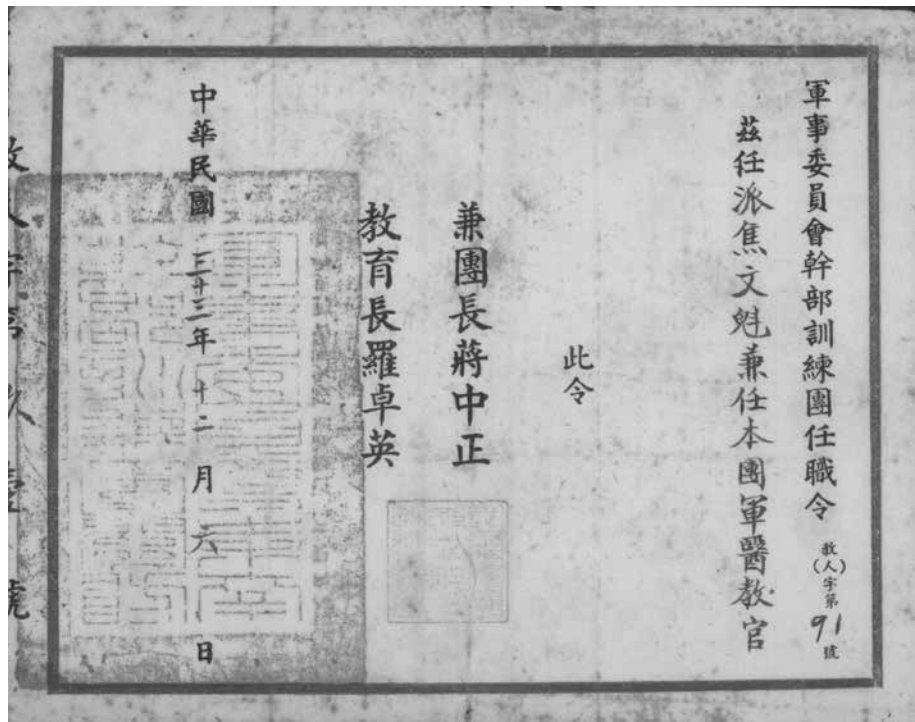 軍事委員會幹部訓練團任職令
教(人)字第91號
茲任派焦文魁兼任本團軍醫教官
此令
兼團長蔣中正
教育長羅卓英
中華民國三十三年十二月六日